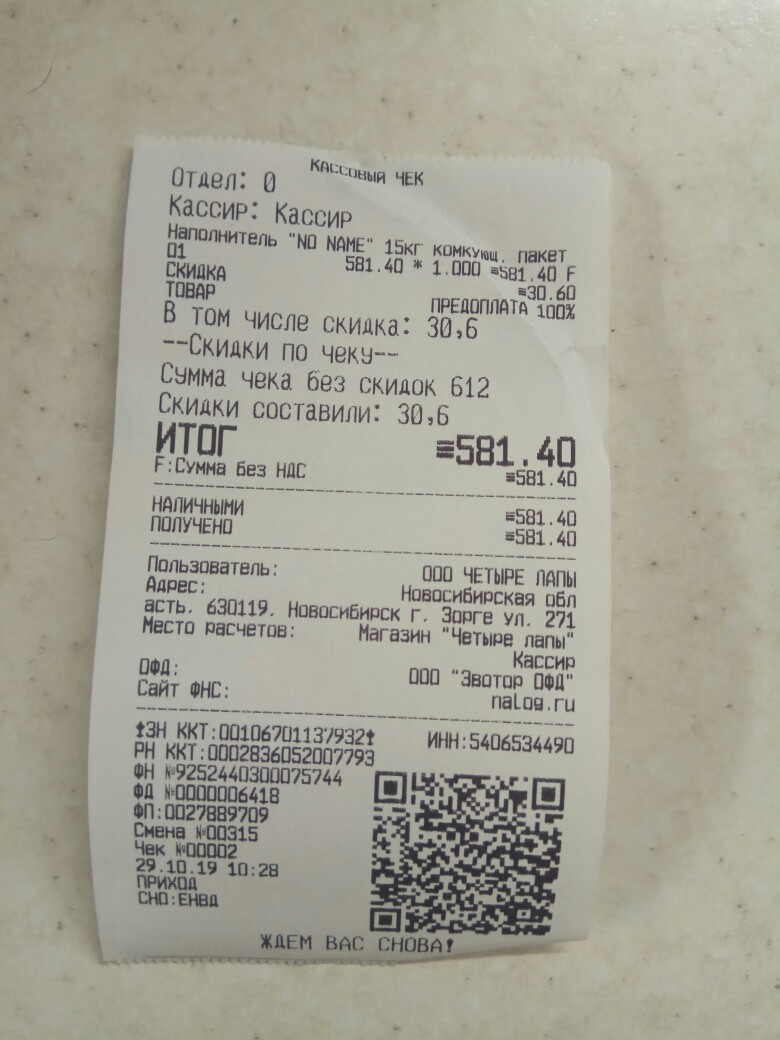 КАССОВЫЙ ЧЕК
Отдел: 0
Кассир: Кассир
Наполнитель "NO NAME" 15кг комкующ. пакет
01 581.40 * 1.000 ≡581.40 F
СКИДКА ≡30.60
ТОВАР ПРЕДОПЛАТА 100%
В том числе скидка: 30,6
--Скидки по чеку--
Сумма чека без скидок 612
Скидки составили: 30,6
ИТОГ ≡581.40
F:Сумма без НДС ≡581.40
НАЛИЧНЫМИ ≡581.40
ПОЛУЧЕНО ≡581.40
Пользователь: ООО ЧЕТЫРЕ ЛАПЫ
Адрес: Новосибирская обл
асть. 630119. Новосибирск г. Зорге ул. 271
Место расчетов: Магазин "Четыре лапы"
Кассир
ОФД: ООО "Эвотор ОФД"
Сайт ФНС: nalog.ru
ЗН ККТ:00106701137932 ИНН:5406534490
РН ККТ:0002836052007793
ФН №9252440300075744
ФД №0000006418
ФП:0027889709
Смена №00315
Чек №00002
29.10.19 10:28
ПРИХОД
СНО:ЕНВД
ЖДЕМ ВАС СНОВА!